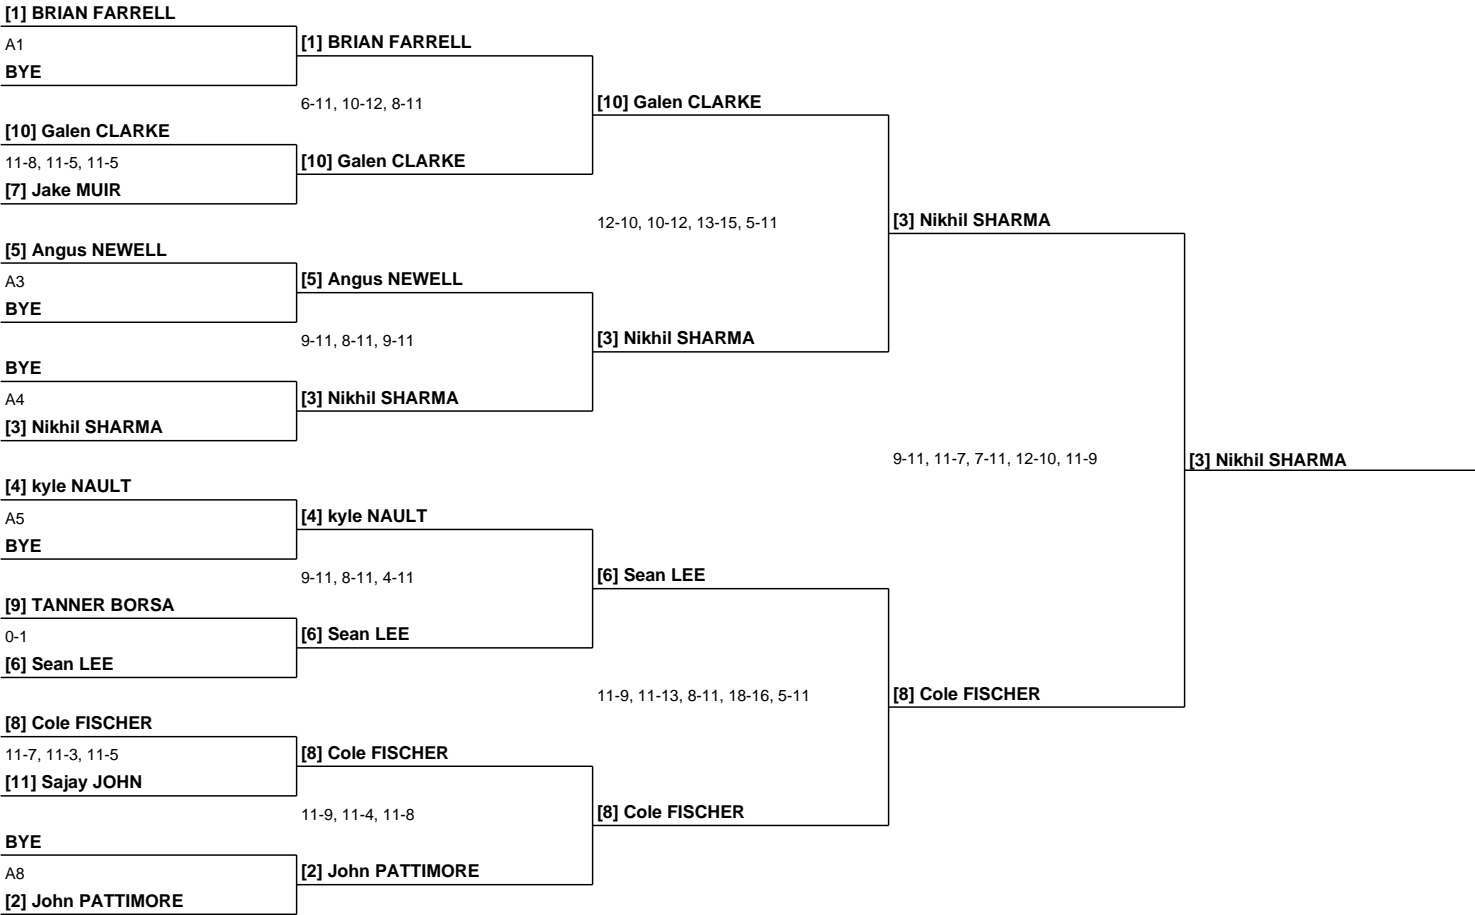 [1] BRIAN FARRELL
A1
BYE
[10] Galen CLARKE
11-8, 11-5, 11-5
[7] Jake MUIR
[5] Angus NEWELL
A3
BYE
BYE
A4
[3] Nikhil SHARMA
[4] kyle NAULT
A5
BYE
[9] TANNER BORSA
0-1
[6] Sean LEE
[8] Cole FISCHER
11-7, 11-3, 11-5
[11] Sajay JOHN
BYE
A8
[2] John PATTIMORE
[1] BRIAN FARRELL
6-11, 10-12, 8-11
[10] Galen CLARKE
[5] Angus NEWELL
9-11, 8-11, 9-11
[3] Nikhil SHARMA
[4] kyle NAULT
9-11, 8-11, 4-11
[6] Sean LEE
[8] Cole FISCHER
11-9, 11-4, 11-8
[2] John PATTIMORE
[10] Galen CLARKE
12-10, 10-12, 13-15, 5-11
[3] Nikhil SHARMA
[6] Sean LEE
11-9, 11-13, 8-11, 18-16, 5-11
[8] Cole FISCHER
[3] Nikhil SHARMA
9-11, 11-7, 7-11, 12-10, 11-9
[8] Cole FISCHER
[3] Nikhil SHARMA